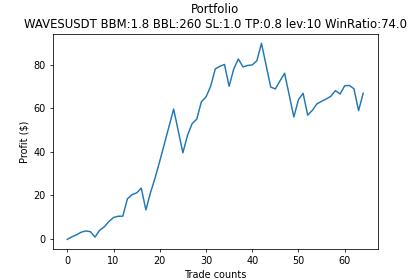 Portfolio
WAVESUSDT BBM:1.8 BBL:260 SL:1.0 TP:0.8 lev:10 WinRatio:74.0
80
60
40
20
0
Profit ($)
0 10 20 30 40 50 60
Trade counts